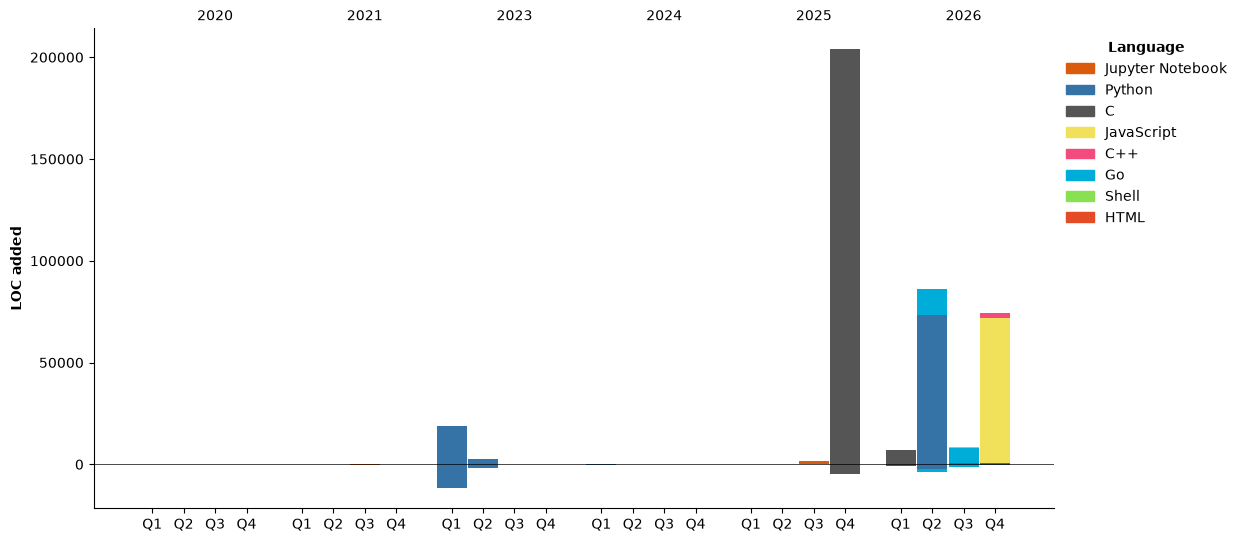 2020 2021 2023 2024 2025 2026
Language
Jupyter Notebook
Python
C
JavaScript
C++
Go
Shell
HTML
LOC added
200000
150000
100000
50000
0
Q1 Q2 Q3 Q4 Q1 Q2 Q3 Q4 Q1 Q2 Q3 Q4 Q1 Q2 Q3 Q4 Q1 Q2 Q3 Q4 Q1 Q2 Q3 Q4